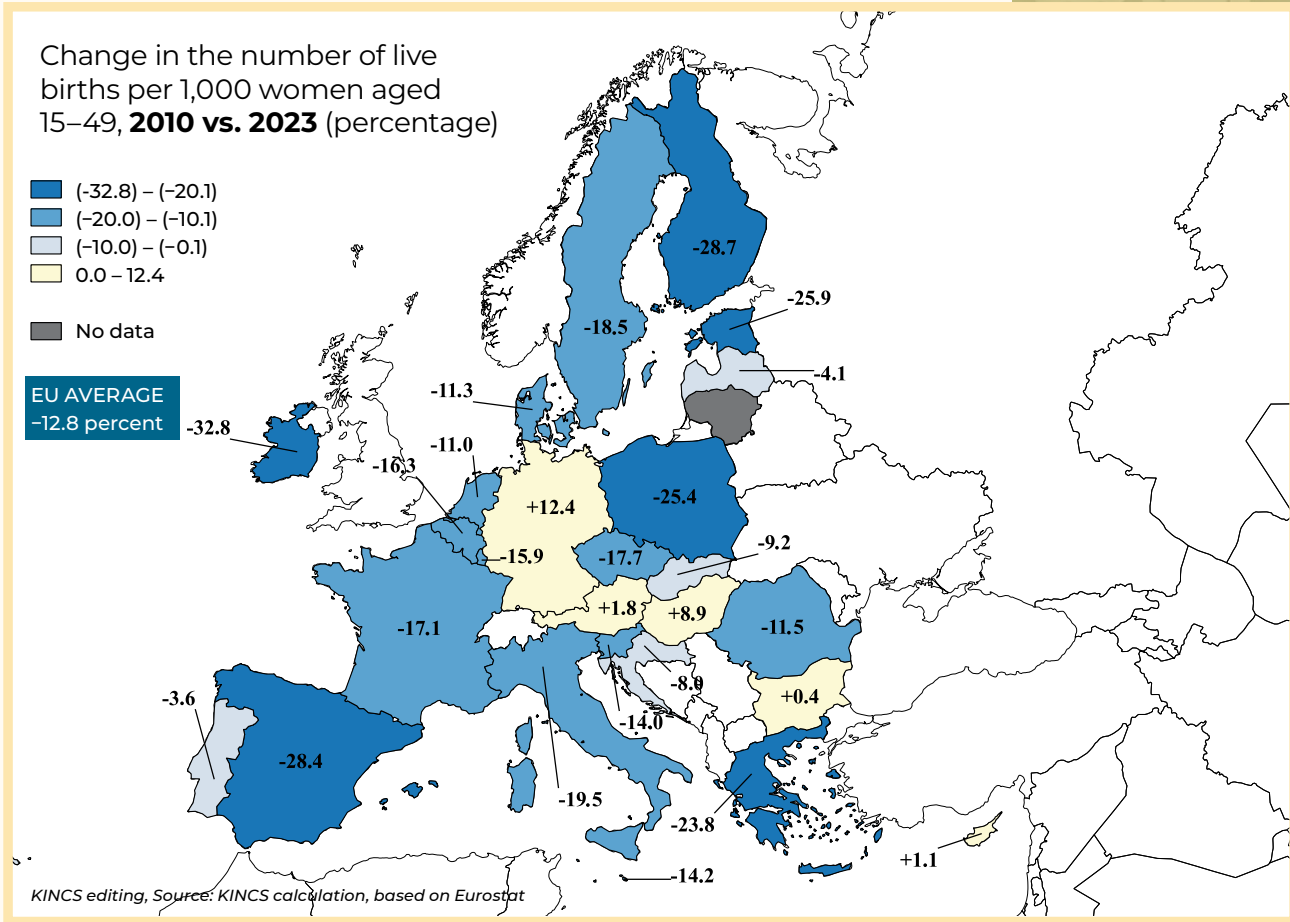 Change in the number of live
births per 1,000 women aged
15–49, 2010 vs. 2023 (percentage)
(-32.8) – (−20.1)
(−20.0) – (−10.1)
(−10.0) – (−0.1)
0.0 – 12.4
No data
EU AVERAGE
−12.8 percent
-28.7
-25.9
-18.5
-4.1
-11.3
-32.8
-11.0
-16.3
-25.4
+12.4
-15.9
-17.7
-9.2
+1.8
+8.9
-11.5
-17.1
-8.0
+0.4
-3.6
-14.0
-28.4
-19.5
-23.8
+1.1
-14.2
KINCS editing, Source: KINCS calculation, based on Eurostat